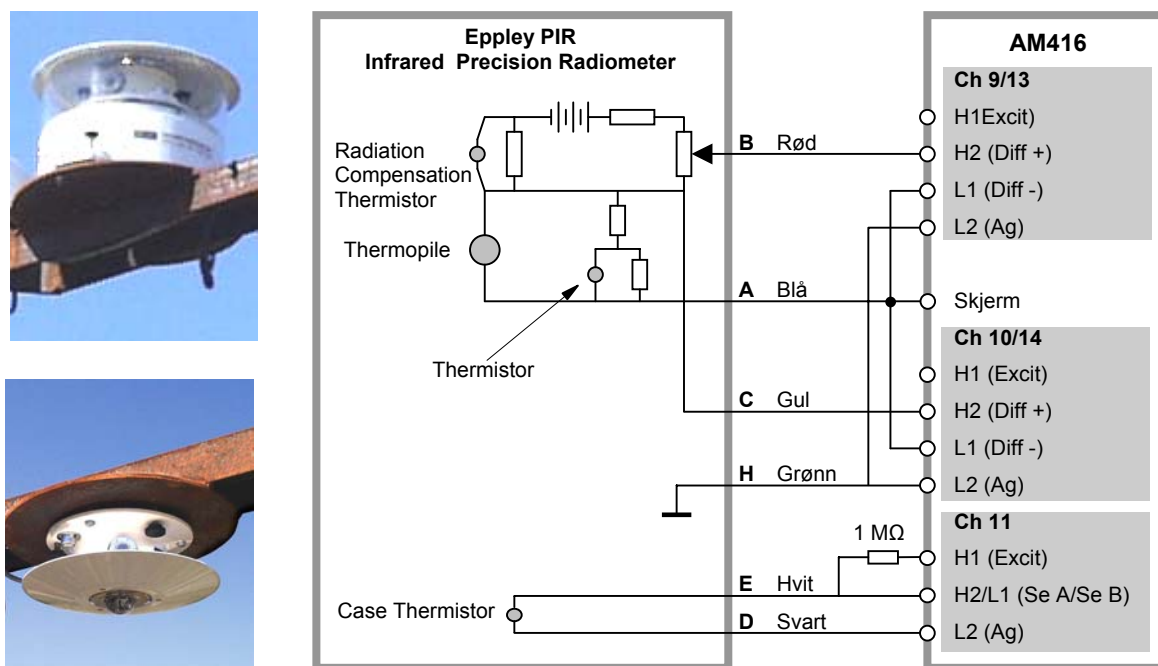 Eppley PIR
Infrared Precision Radiometer
Radiation
Compensation
Thermistor
Thermopile
Thermistor
Case Thermistor
B Rød
A Blå
C Gul
H Grønn
1 MΩ
E Hvit
D Svart
AM416
Ch 9/13
H1Excit)
H2 (Diff +)
L1 (Diff -)
L2 (Ag)
Skjerm
Ch 10/14
H1 (Excit)
H2 (Diff +)
L1 (Diff -)
L2 (Ag)
Ch 11
H1 (Excit)
H2/L1 (Se A/Se B)
L2 (Ag)